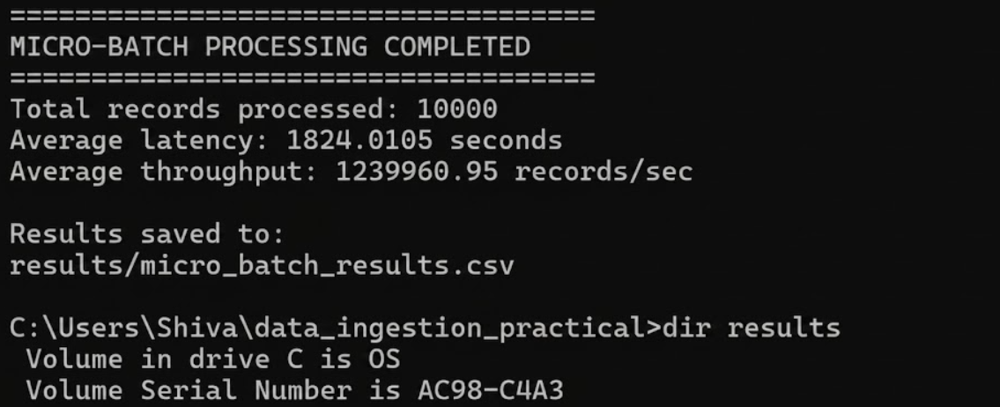 ====================================
MICRO-BATCH PROCESSING COMPLETED
====================================
Total records processed: 10000
Average latency: 1824.0105 seconds
Average throughput: 1239960.95 records/sec
Results saved to:
results/micro_batch_results.csv
C:\Users\Shiva\data_ingestion_practical>dir results
Volume in drive C is OS
Volume Serial Number is AC98-C4A3